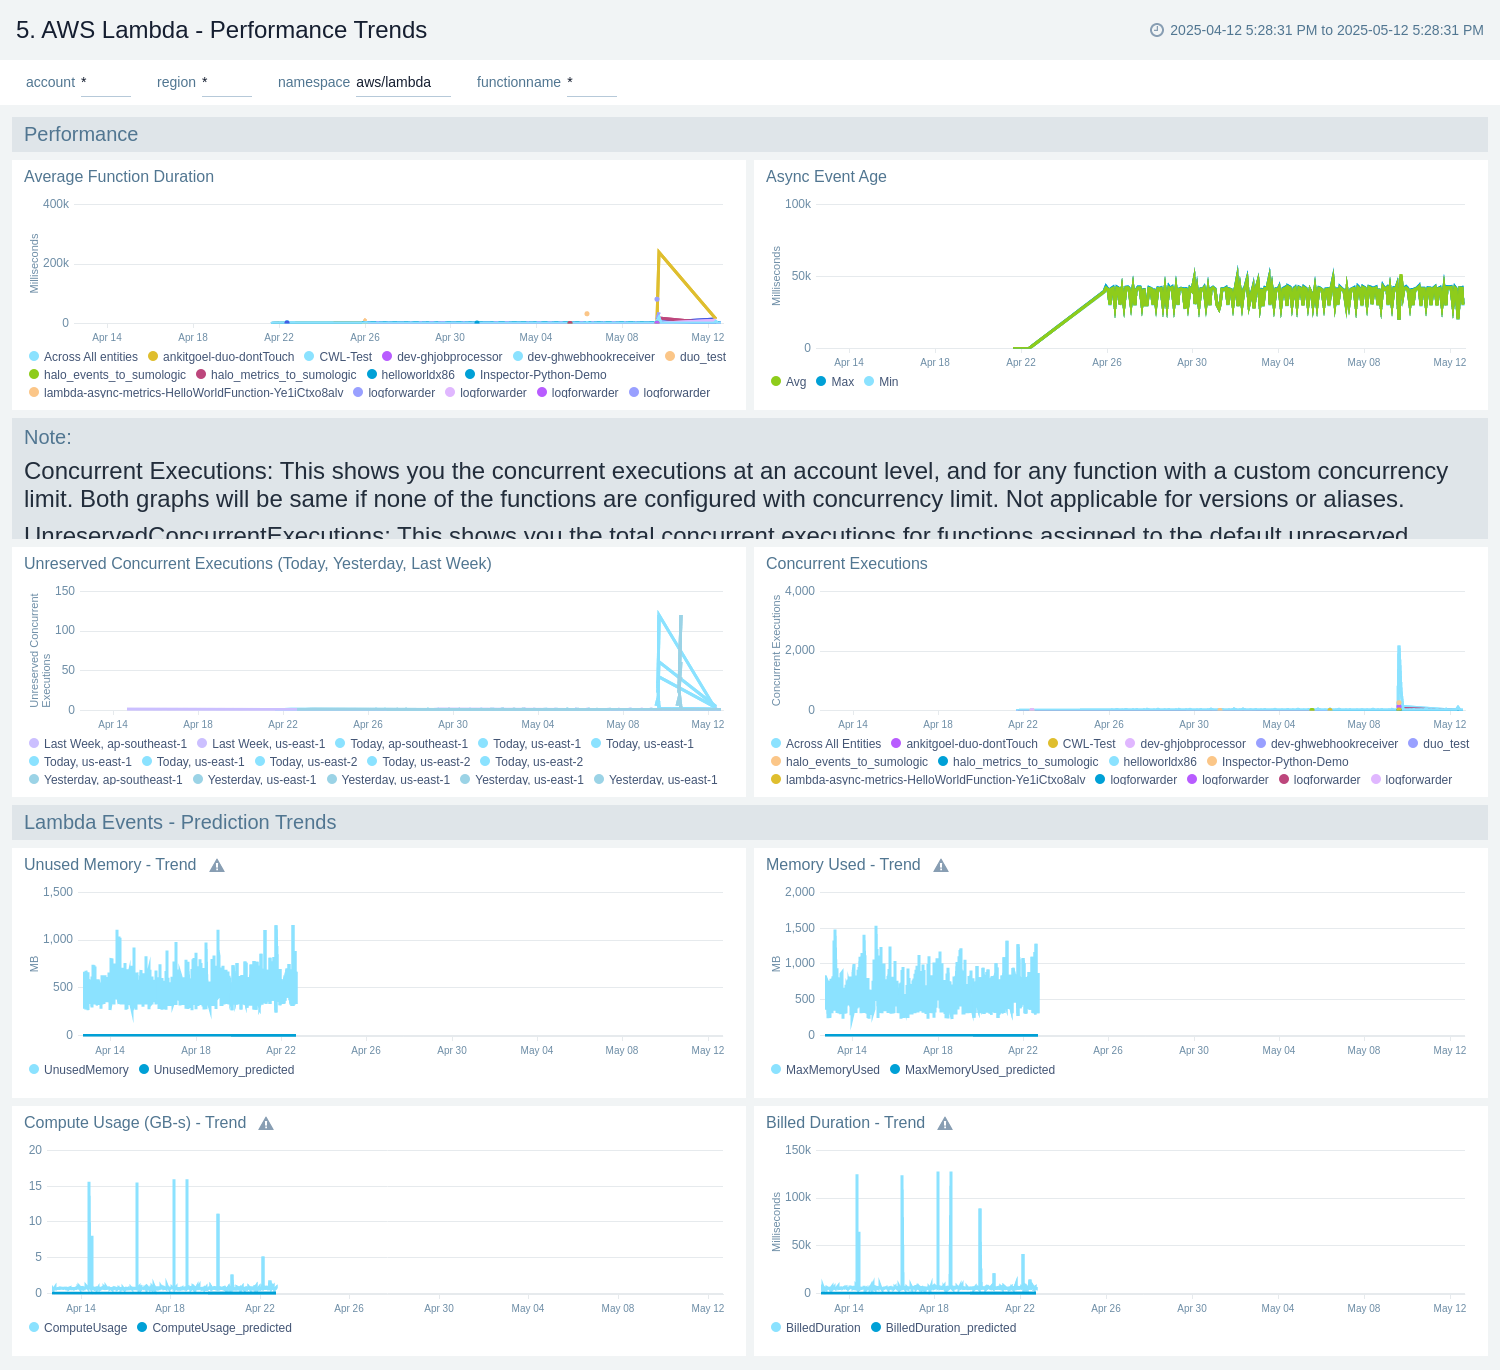 5. AWS Lambda - Performance Trends
2025-04-12 5:28:31 PM to 2025-05-12 5:28:31 PM
account *
region *
namespace aws/lambda
functionname *
Performance
Average Function Duration
400k
200k
0
Milliseconds
Apr 14 Apr 18 Apr 22 Apr 26 Apr 30 May 04 May 08 May 12
Across All entities ankitgoel-duo-dontTouch CWL-Test dev-ghjobprocessor dev-ghwebhookreceiver duo_test
halo_events_to_sumologic halo_metrics_to_sumologic helloworldx86 Inspector-Python-Demo
lambda-async-metrics-HelloWorldFunction-Ye1iCtxo8alv logforwarder logforwarder logforwarder logforwarder
Async Event Age
100k
50k
0
Milliseconds
Apr 14 Apr 18 Apr 22 Apr 26 Apr 30 May 04 May 08 May 12
Avg Max Min
Note:
Concurrent Executions: This shows you the concurrent executions at an account level, and for any function with a custom concurrency
limit. Both graphs will be same if none of the functions are configured with concurrency limit. Not applicable for versions or aliases.
UnreservedConcurrentExecutions: This shows you the total concurrent executions for functions assigned to the default unreserved
Unreserved Concurrent Executions (Today, Yesterday, Last Week)
150
100
50
0
Unreserved Concurrent
Executions
Apr 14 Apr 18 Apr 22 Apr 26 Apr 30 May 04 May 08 May 12
Last Week, ap-southeast-1 Last Week, us-east-1 Today, ap-southeast-1 Today, us-east-1 Today, us-east-1
Today, us-east-1 Today, us-east-1 Today, us-east-2 Today, us-east-2 Today, us-east-2
Yesterday, ap-southeast-1 Yesterday, us-east-1 Yesterday, us-east-1 Yesterday, us-east-1 Yesterday, us-east-1
Concurrent Executions
4,000
2,000
0
Concurrent Executions
Apr 14 Apr 18 Apr 22 Apr 26 Apr 30 May 04 May 08 May 12
Across All Entities ankitgoel-duo-dontTouch CWL-Test dev-ghjobprocessor dev-ghwebhookreceiver duo_test
halo_events_to_sumologic halo_metrics_to_sumologic helloworldx86 Inspector-Python-Demo
lambda-async-metrics-HelloWorldFunction-Ye1iCtxo8alv logforwarder logforwarder logforwarder logforwarder
Lambda Events - Prediction Trends
Unused Memory - Trend
1,500
1,000
500
0
MB
Apr 14 Apr 18 Apr 22 Apr 26 Apr 30 May 04 May 08 May 12
UnusedMemory UnusedMemory_predicted
Memory Used - Trend
2,000
1,500
1,000
500
0
MB
Apr 14 Apr 18 Apr 22 Apr 26 Apr 30 May 04 May 08 May 12
MaxMemoryUsed MaxMemoryUsed_predicted
Compute Usage (GB-s) - Trend
20
15
10
5
0
Apr 14 Apr 18 Apr 22 Apr 26 Apr 30 May 04 May 08 May 12
ComputeUsage ComputeUsage_predicted
Billed Duration - Trend
150k
100k
50k
0
Milliseconds
Apr 14 Apr 18 Apr 22 Apr 26 Apr 30 May 04 May 08 May 12
BilledDuration BilledDuration_predicted